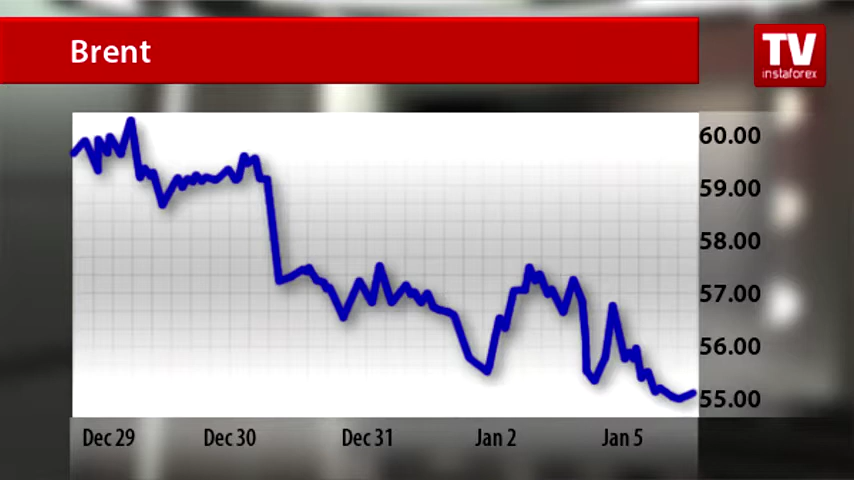 Brent
TV
instaforex
60.00
59.00
58.00
57.00
56.00
55.00
Dec 29
Dec 30
Dec 31
Jan 2
Jan 5